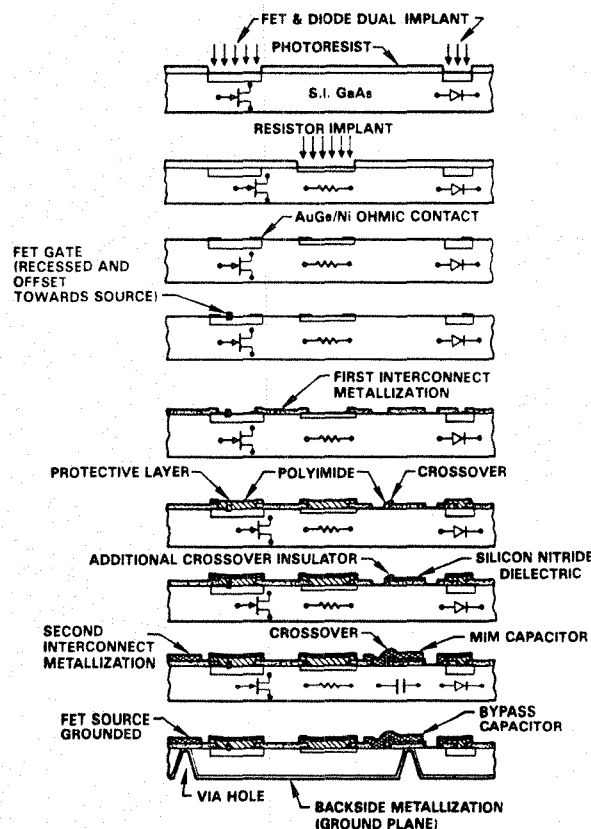 FET & DIODE DUAL IMPLANT
PHOTORESIST
S.I. GaAs
RESISTOR IMPLANT
AuGe/Ni OHMIC CONTACT
FET GATE
(RECESSED AND
OFFSET
TOWARDS SOURCE)
FIRST INTERCONNECT
METALLIZATION
PROTECTIVE LAYER
POLYIMIDE
CROSSOVER
ADDITIONAL CROSSOVER INSULATOR
SILICON NITRIDE
DIELECTRIC
SECOND
INTERCONNECT
METALLIZATION
CROSSOVER
MIM CAPACITOR
FET SOURCE
GROUNDED
BYPASS
CAPACITOR
VIA HOLE
BACKSIDE METALLIZATION
(GROUND PLANE)